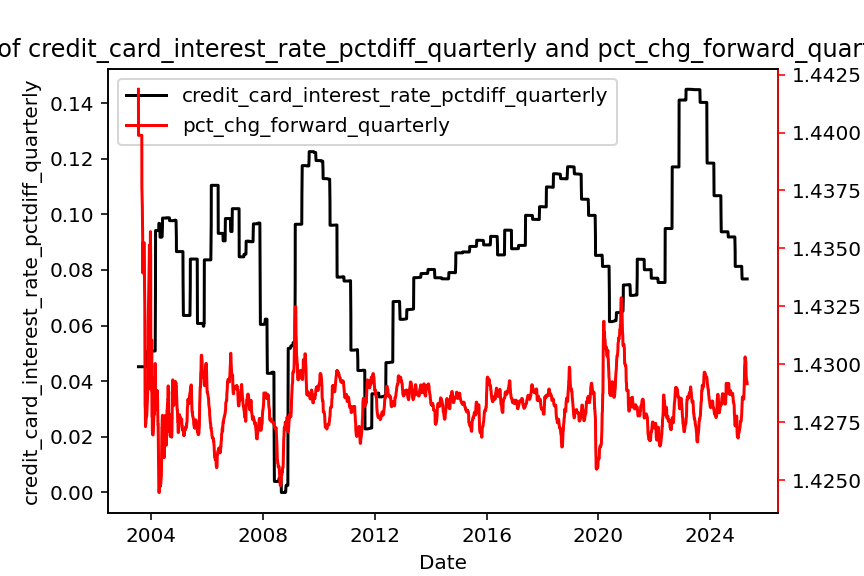 of credit_card_interest_rate_pctdiff_quarterly and pct_chg_forward_quar
credit_card_interest_rate_pctdiff_quarterly
pct_chg_forward_quarterly
credit_card_interest_rate_pctdiff_quarterly
0.14
0.12
0.10
0.08
0.06
0.04
0.02
0.00
1.4425
1.4400
1.4375
1.4350
1.4325
1.4300
1.4275
1.4250
2004 2008 2012 2016 2020 2024
Date